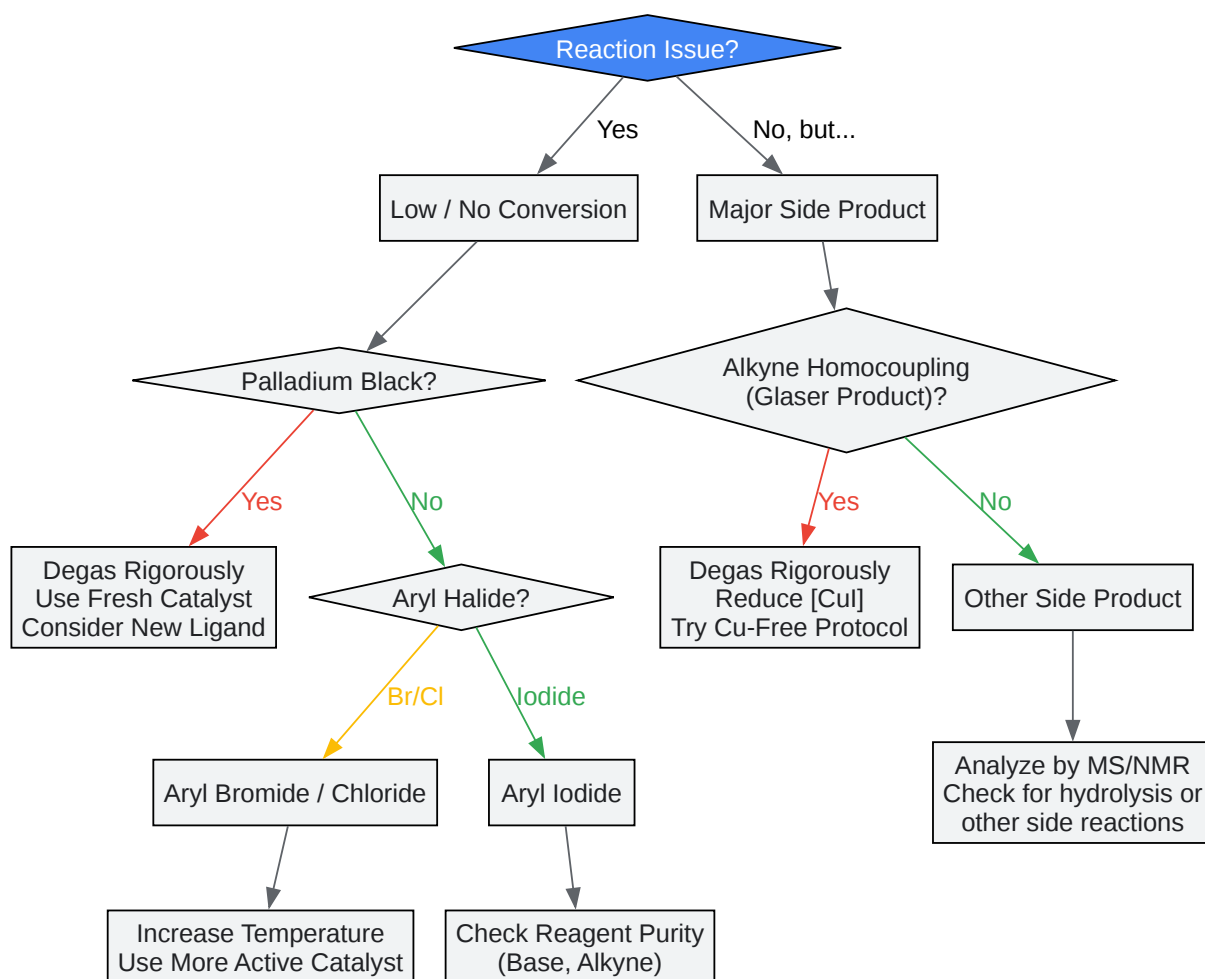 Reaction Issue?
Yes
No, but...
Low / No Conversion
Major Side Product
Palladium Black?
Alkyne Homocoupling
(Glaser Product)?
Yes
No
Yes
No
Degas Rigorously
Use Fresh Catalyst
Consider New Ligand
Aryl Halide?
Degas Rigorously
Reduce [CuI]
Try Cu-Free Protocol
Other Side Product
Br/Cl
Iodide
Aryl Bromide / Chloride
Aryl Iodide
Analyze by MS/NMR
Check for hydrolysis or
other side reactions
Increase Temperature
Use More Active Catalyst
Check Reagent Purity
(Base, Alkyne)